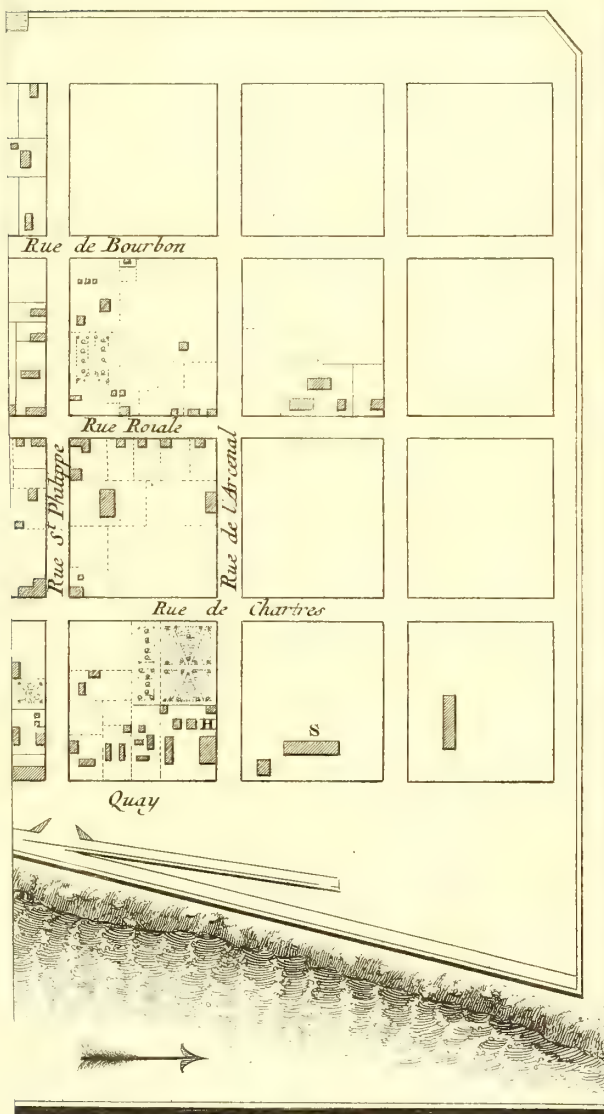 Rue de Bourbon
Rue Roiale
Rue St. Philippe
Rue de l'Arcenal
Rue de Chartres
H
S
Quay